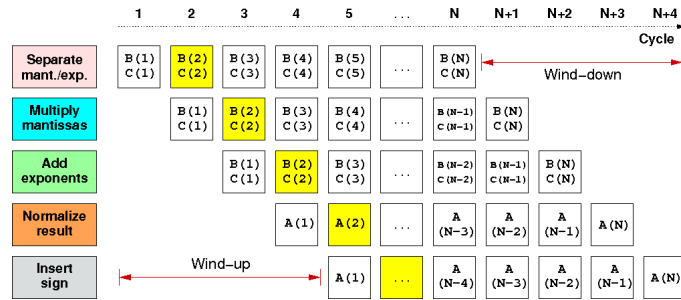 1 2 3 4 5 ... N N+1 N+2 N+3 N+4
Cycle
Separate
mant./exp.
B(1) B(2) B(3) B(4) B(5) ... B(N)
C(1) C(2) C(3) C(4) C(5) C(N)
Wind-down
Multiply
mantissas
B(1) B(2) B(3) B(4) ... B(N-1) B(N)
C(1) C(2) C(3) C(4) C(N-1) C(N)
Add
exponents
B(1) B(2) B(3) ... B(N-2) B(N-1) B(N)
C(1) C(2) C(3) C(N-2) C(N-1) C(N)
Normalize
result
A(1) A(2) ... A A A A(N)
(N-3) (N-2) (N-1)
Insert
sign
Wind-up
A(1) ... A A A A A(N)
(N-4) (N-3) (N-2) (N-1)